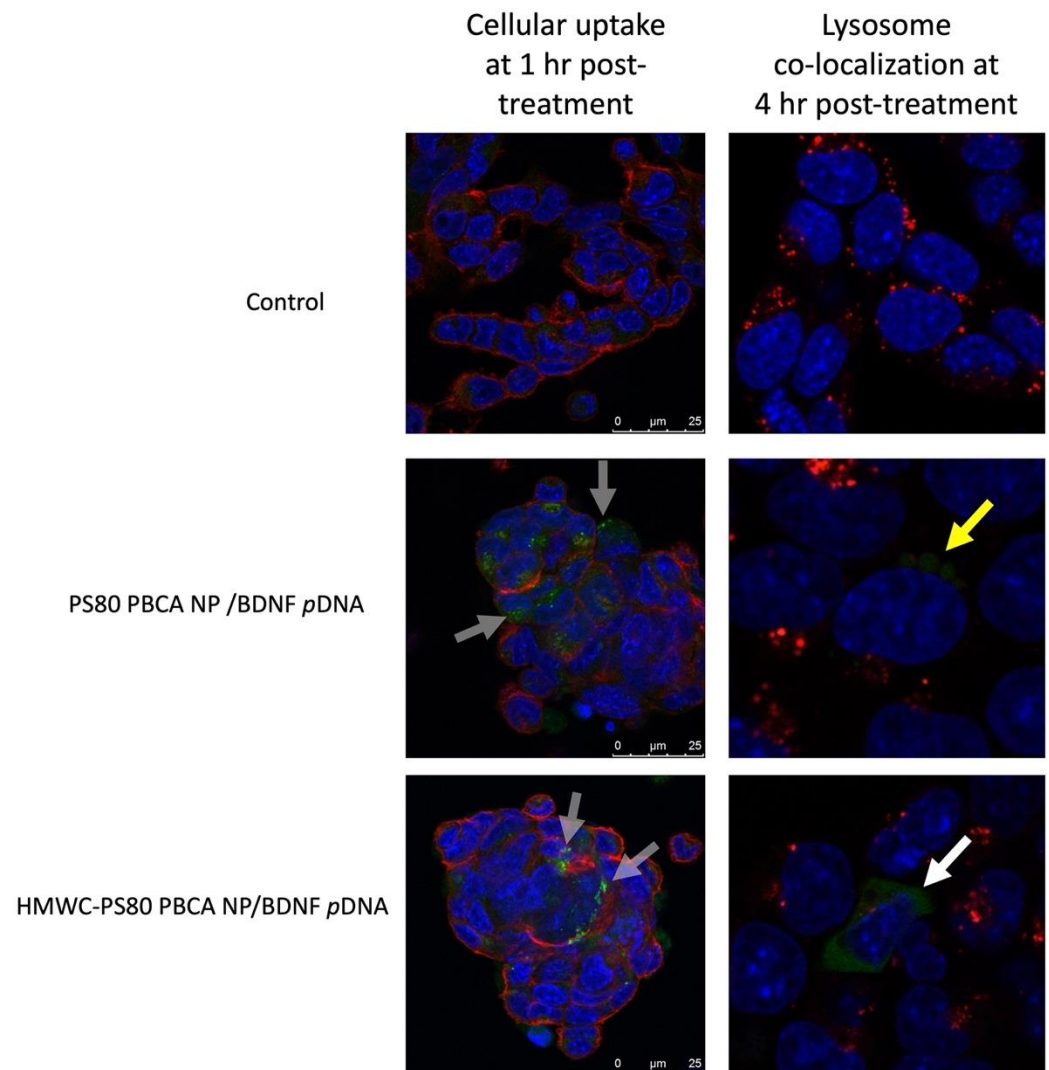 Cellular uptake
at 1 hr post-
treatment
Lysosome
co-localization at
4 hr post-treatment
Control
0 µm 25
PS80 PBCA NP /BDNF pDNA
0 µm 25
HMWC-PS80 PBCA NP/BDNF pDNA
0 µm 25